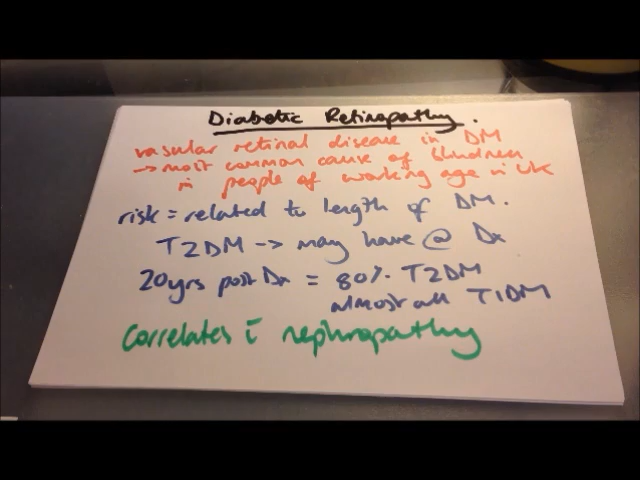 Diabetic Retinopathy.
vascular retinal disease in DM
→ most common cause of blindness
in people of working age in UK
risk = related to length of DM.
T2DM → may have @ Dx
20yrs post Dx = 80% T2DM
almost all T1DM
Correlates c̄ nephropathy